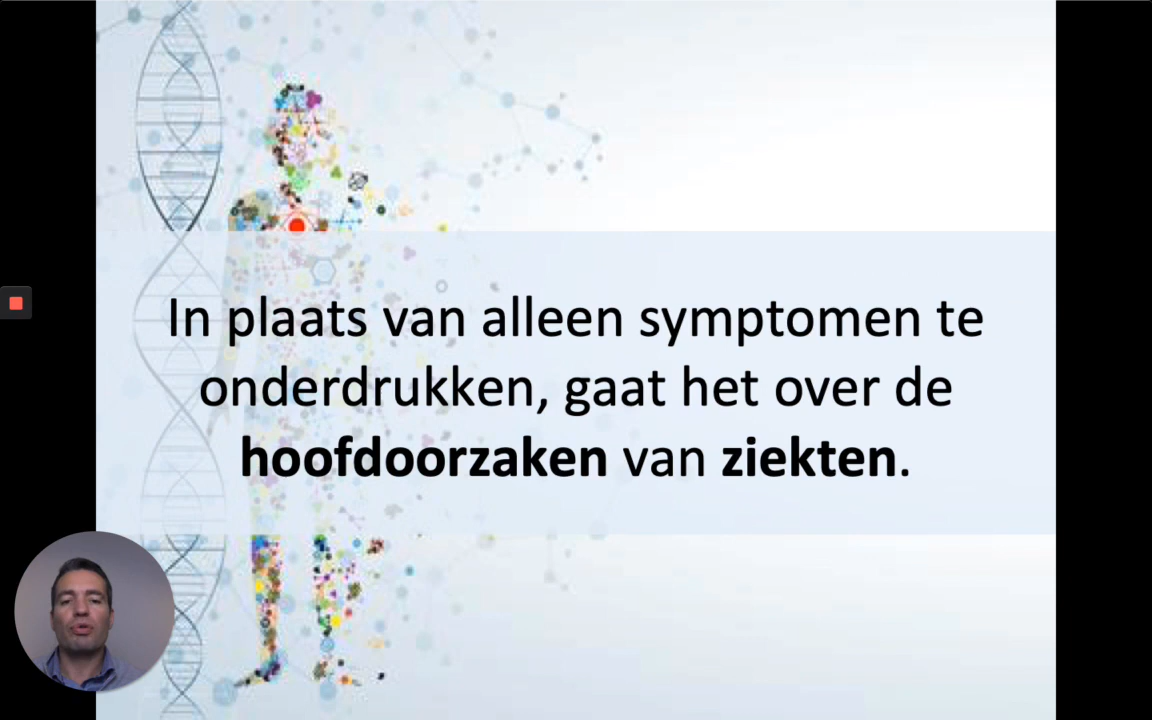 In plaats van alleen symptomen te
onderdrukken, gaat het over de
hoofdoorzaken van ziekten.